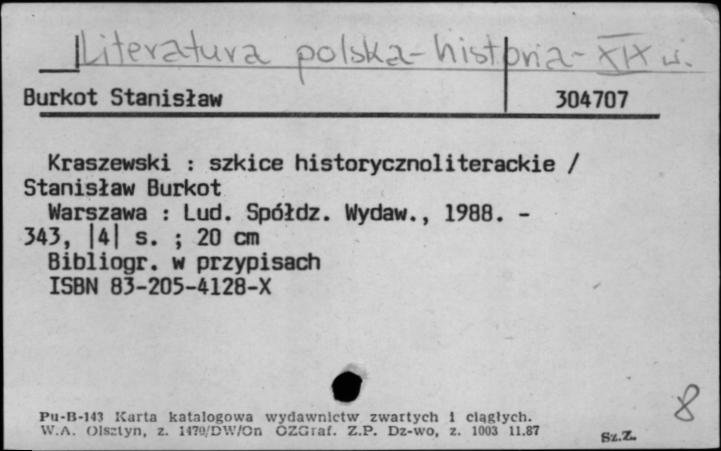 Literatura polska - historia - XIX w.
Burkot Stanisław 304707
Kraszewski : szkice historycznoliterackie /
Stanisław Burkot
Warszawa : Lud. Spółdz. Wydaw., 1988. -
343, |4| s. ; 20 cm
Bibliogr. w przypisach
ISBN 83-205-4128-X
8
Pu-B-143 Karta katalogowa wydawnictw zwartych i ciągłych.
W.A. Olsztyn, z. 1470/DW/On OZGraf. Z.P. Dz-wo, z. 1003 11.87
Sz.Z.